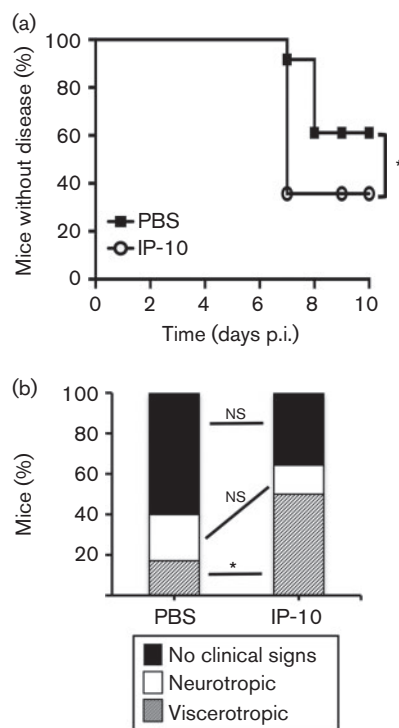 (a)
100
80
60
40
20
0
Mice without disease (%)
PBS
IP-10
*
0 2 4 6 8 10
Time (days p.i.)
(b)
100
80
60
40
20
Mice (%)
NS
NS
*
PBS IP-10
No clinical signs
Neurotropic
Viscerotropic